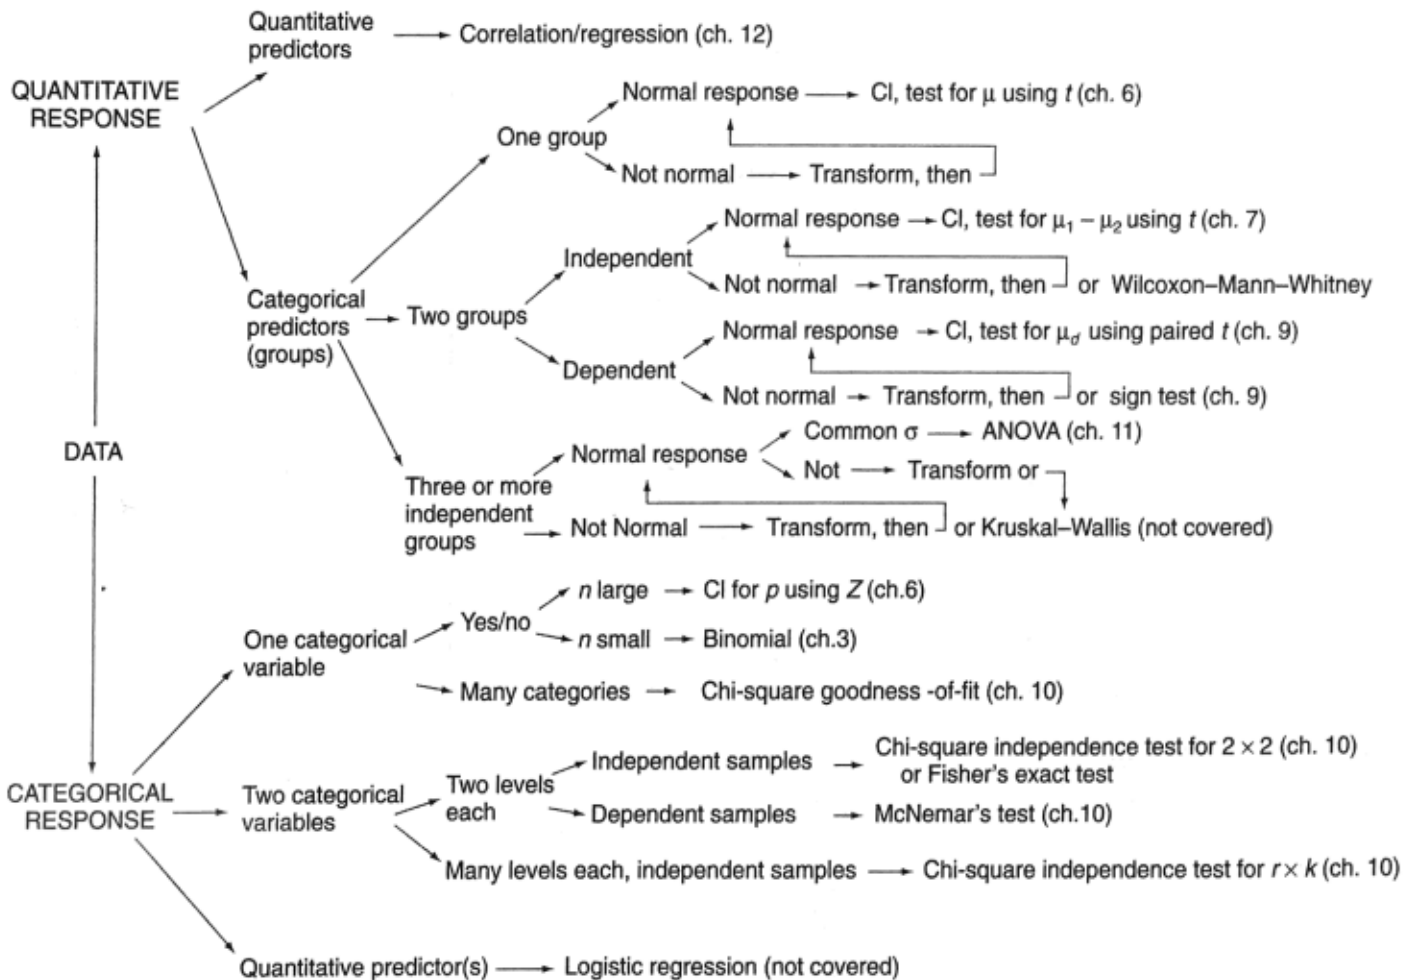 Quantitative
predictors
Correlation/regression (ch. 12)
QUANTITATIVE
RESPONSE
Normal response
CI, test for μ using t (ch. 6)
One group
Not normal
Transform, then
Normal response
CI, test for μ₁ – μ₂ using t (ch. 7)
Independent
Not normal
Transform, then
or Wilcoxon–Mann–Whitney
Categorical
predictors
(groups)
Two groups
Normal response
CI, test for μd using paired t (ch. 9)
Dependent
Not normal
Transform, then
or sign test (ch. 9)
DATA
Common σ
ANOVA (ch. 11)
Normal response
Not
Transform or
Three or more
independent
groups
Not Normal
Transform, then
or Kruskal–Wallis (not covered)
n large
CI for p using Z (ch.6)
Yes/no
One categorical
variable
n small
Binomial (ch.3)
Many categories
Chi-square goodness -of-fit (ch. 10)
Independent samples
Chi-square independence test for 2 × 2 (ch. 10)
or Fisher's exact test
CATEGORICAL
RESPONSE
Two categorical
variables
Two levels
each
Dependent samples
McNemar's test (ch.10)
Many levels each, independent samples
Chi-square independence test for r × k (ch. 10)
Quantitative predictor(s)
Logistic regression (not covered)